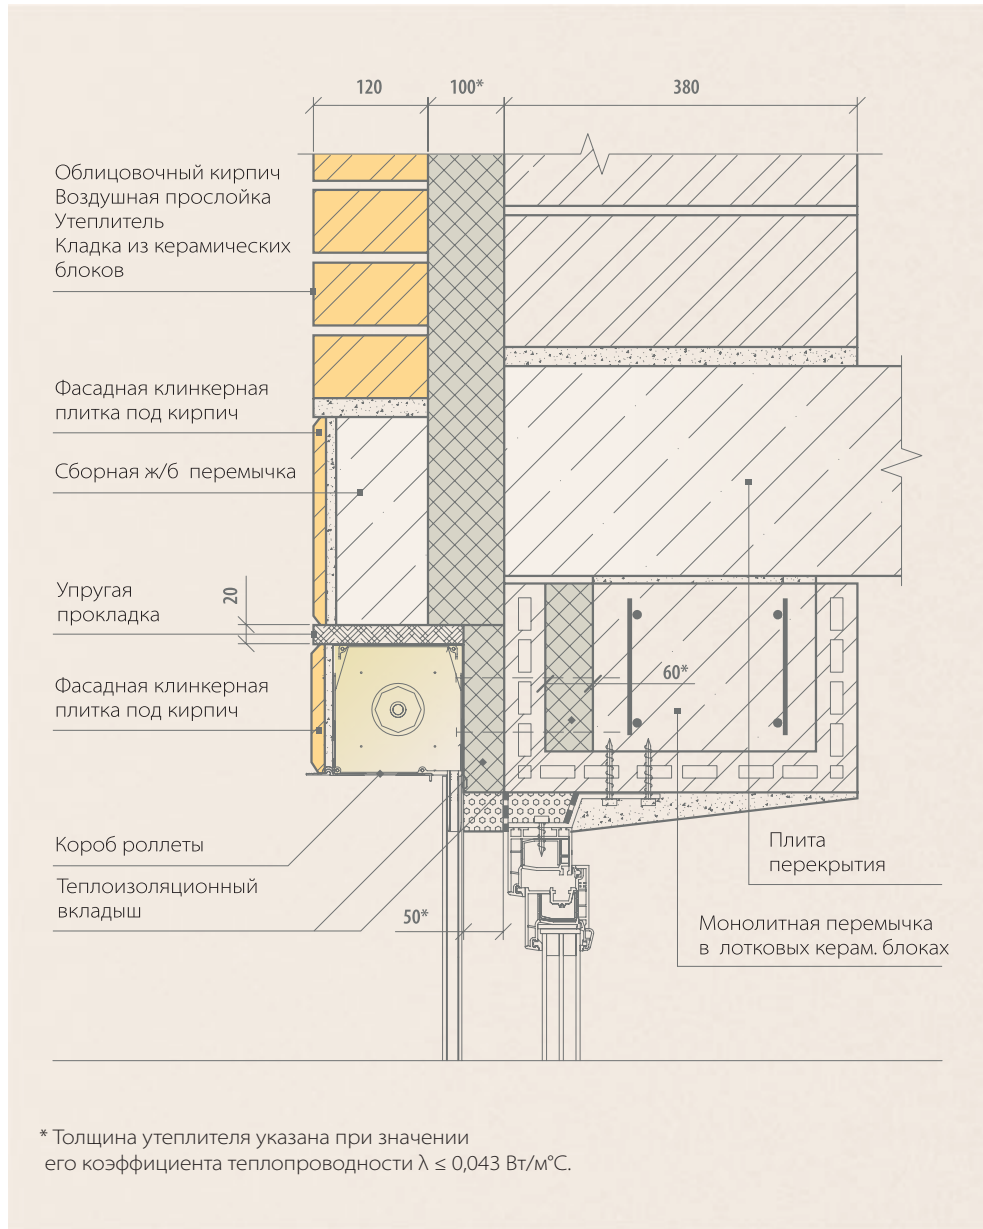 120
100*
380
Облицовочный кирпич
Воздушная прослойка
Утеплитель
Кладка из керамических
блоков
Фасадная клинкерная
плитка под кирпич
Сборная ж/б перемычка
Упругая
прокладка
20
Фасадная клинкерная
плитка под кирпич
60*
Короб роллеты
Теплоизоляционный
вкладыш
50*
Плита
перекрытия
Монолитная перемычка
в лотковых керам. блоках
* Толщина утеплителя указана при значении
его коэффициента теплопроводности λ ≤ 0,043 Вт/м°С.